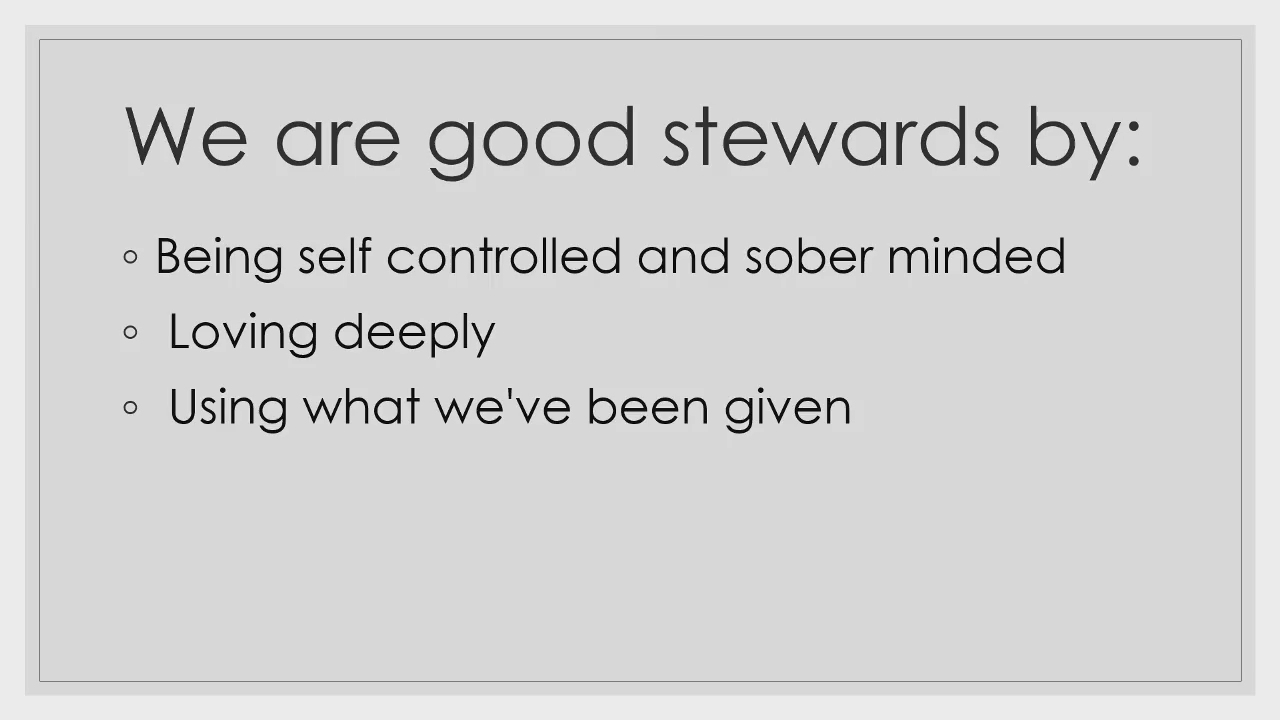 We are good stewards by:
◦ Being self controlled and sober minded
◦ Loving deeply
◦ Using what we've been given